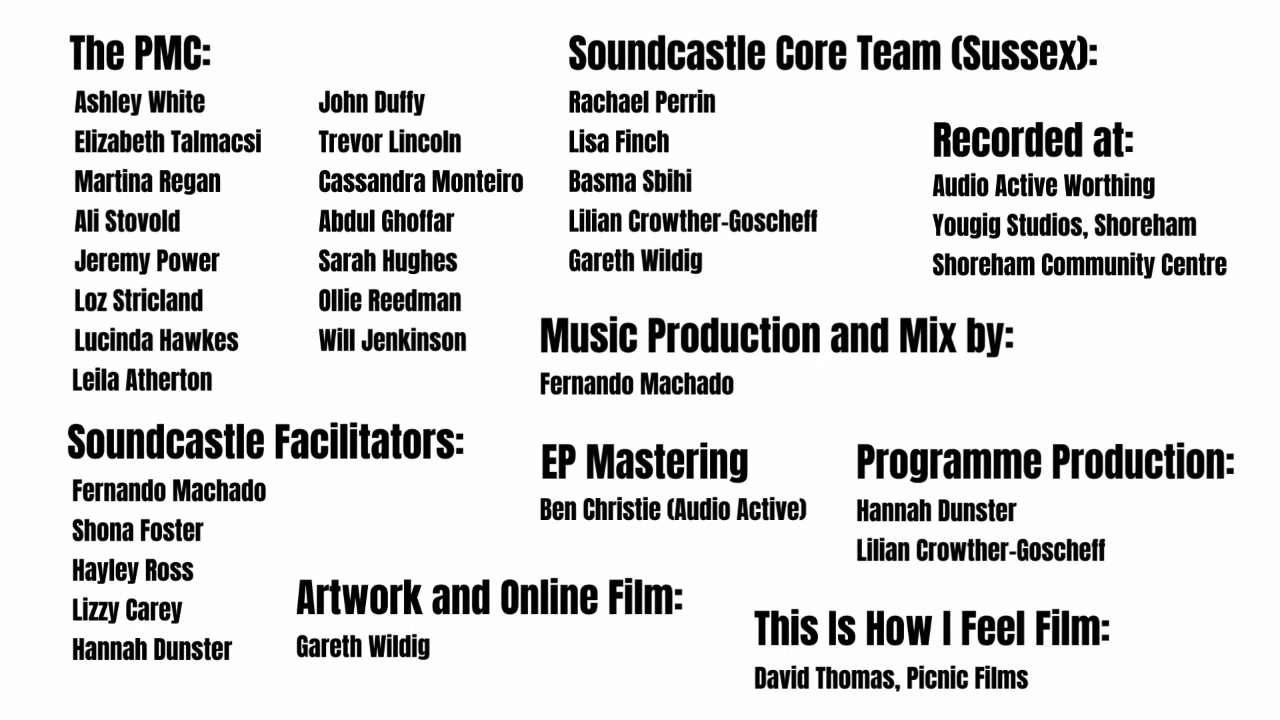 The PMC:
Ashley White
Elizabeth Talmacsi
Martina Regan
Ali Stovold
Jeremy Power
Loz Stricland
Lucinda Hawkes
Leila Atherton
John Duffy
Trevor Lincoln
Cassandra Monteiro
Abdul Ghoffar
Sarah Hughes
Ollie Reedman
Will Jenkinson
Soundcastle Facilitators:
Fernando Machado
Shona Foster
Hayley Ross
Lizzy Carey
Hannah Dunster
Soundcastle Core Team (Sussex):
Rachael Perrin
Lisa Finch
Basma Sbihi
Lilian Crowther-Goscheff
Gareth Wildig
Recorded at:
Audio Active Worthing
Yougig Studios, Shoreham
Shoreham Community Centre
Music Production and Mix by:
Fernando Machado
EP Mastering
Ben Christie (Audio Active)
Programme Production:
Hannah Dunster
Lilian Crowther-Goscheff
Artwork and Online Film:
Gareth Wildig
This Is How I Feel Film:
David Thomas, Picnic Films